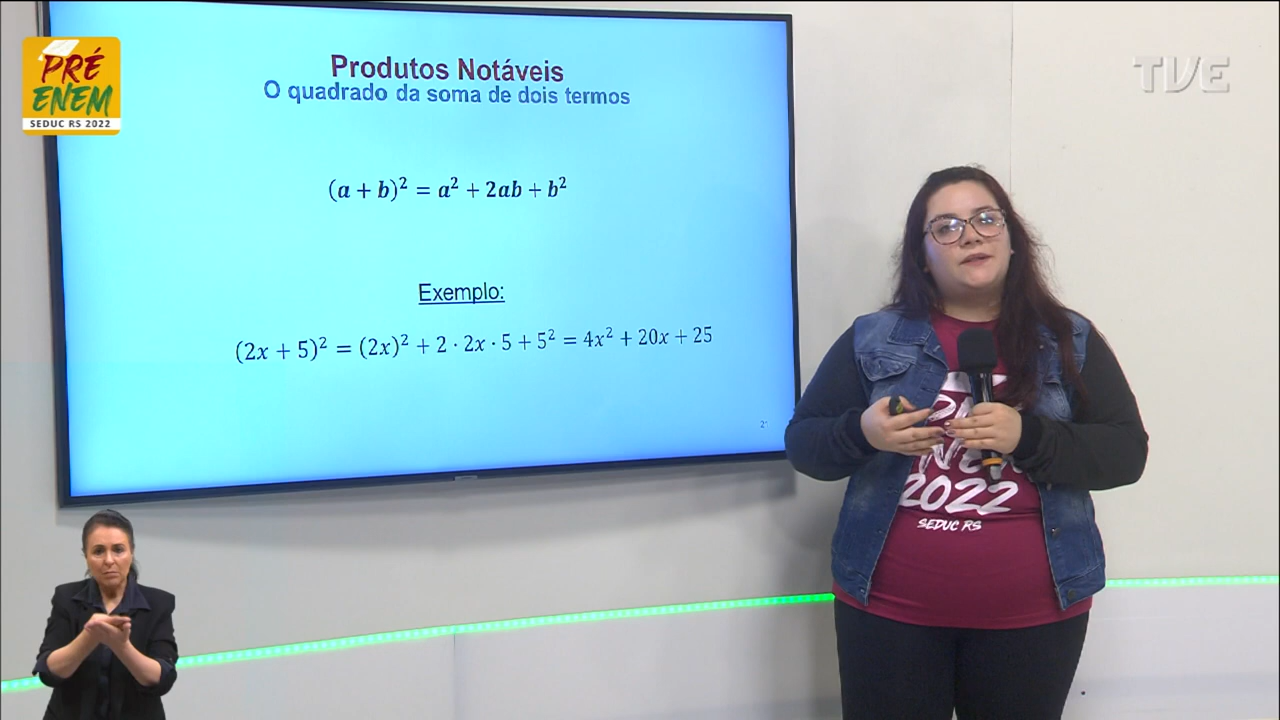 PRÉ
ENEM
SEDUC RS 2022
TVE
Produtos Notáveis
O quadrado da soma de dois termos
(a + b)² = a² + 2ab + b²
Exemplo:
(2x + 5)² = (2x)² + 2 · 2x · 5 + 5² = 4x² + 20x + 25
2022
SEDUC RS